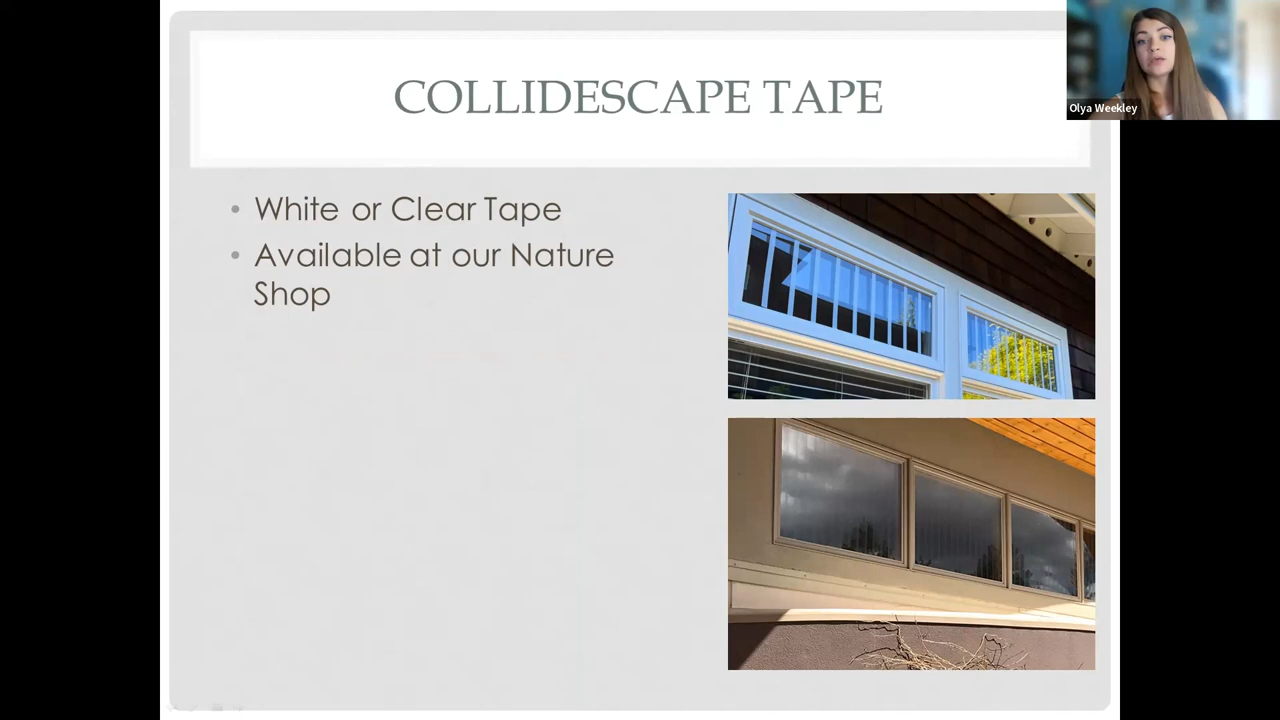 COLLIDESCAPE TAPE
Olya Weekley
• White or Clear Tape
• Available at our Nature
Shop